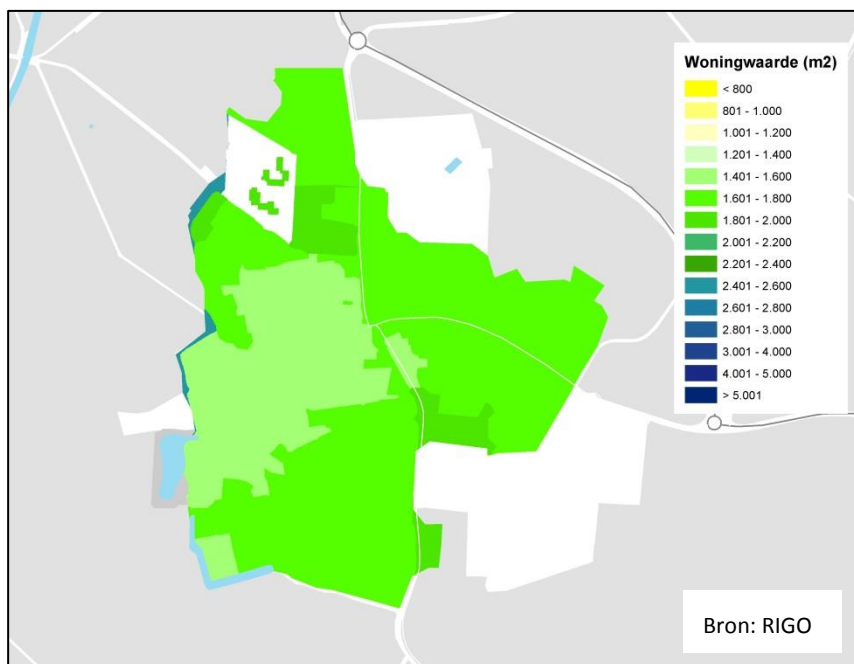 Woningwaarde (m2)
< 800
801 - 1.000
1.001 - 1.200
1.201 - 1.400
1.401 - 1.600
1.601 - 1.800
1.801 - 2.000
2.001 - 2.200
2.201 - 2.400
2.401 - 2.600
2.601 - 2.800
2.801 - 3.000
3.001 - 4.000
4.001 - 5.000
> 5.001
Bron: RIGO